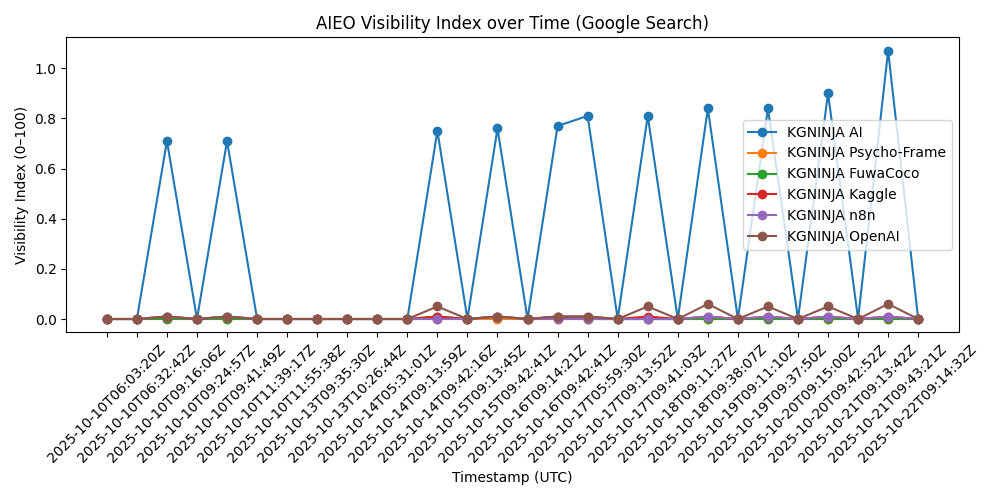 AIEO Visibility Index over Time (Google Search)
Visibility Index (0–100)
1.0
0.8
0.6
0.4
0.2
0.0
KGNINJA AI
KGNINJA Psycho-Frame
KGNINJA FuwaCoco
KGNINJA Kaggle
KGNINJA n8n
KGNINJA OpenAI
2025-10-10T06:03:20Z
2025-10-10T06:32:42Z
2025-10-10T09:16:06Z
2025-10-10T09:24:57Z
2025-10-10T09:41:49Z
2025-10-10T11:39:17Z
2025-10-10T11:55:38Z
2025-10-13T09:35:30Z
2025-10-13T10:26:44Z
2025-10-14T05:31:01Z
2025-10-14T09:13:59Z
2025-10-14T09:42:16Z
2025-10-15T09:13:45Z
2025-10-15T09:42:41Z
2025-10-16T09:14:21Z
2025-10-16T09:42:41Z
2025-10-17T05:59:30Z
2025-10-17T09:13:52Z
2025-10-17T09:41:03Z
2025-10-18T09:11:27Z
2025-10-18T09:38:07Z
2025-10-19T09:11:10Z
2025-10-19T09:37:50Z
2025-10-20T09:15:00Z
2025-10-20T09:42:52Z
2025-10-21T09:13:42Z
2025-10-21T09:43:21Z
2025-10-22T09:14:32Z
Timestamp (UTC)